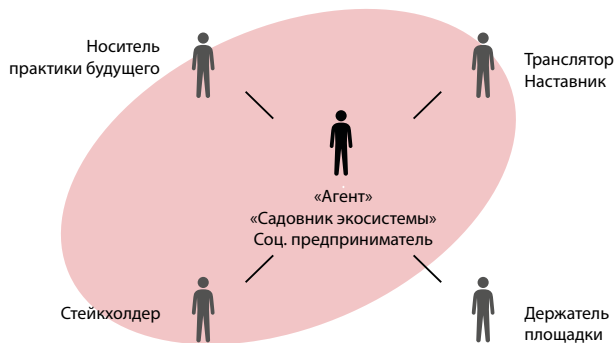 Носитель
практики будущего
Транслятор
Наставник
«Агент»
«Садовник экосистемы»
Соц. предприниматель
Стейкхолдер
Держатель
площадки